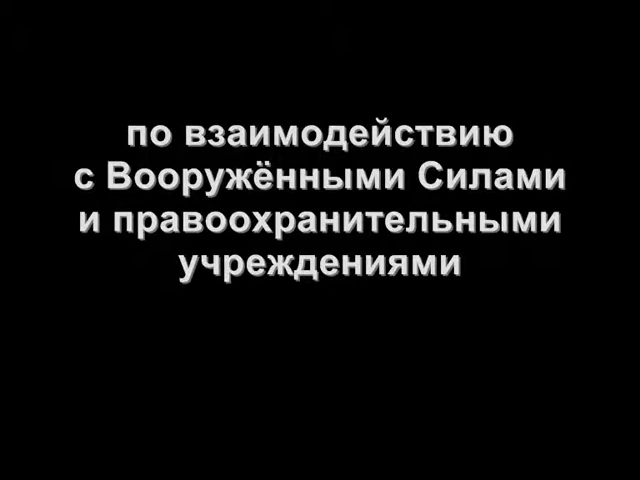 по взаимодействию
с Вооружёнными Силами
и правоохранительными
учреждениями